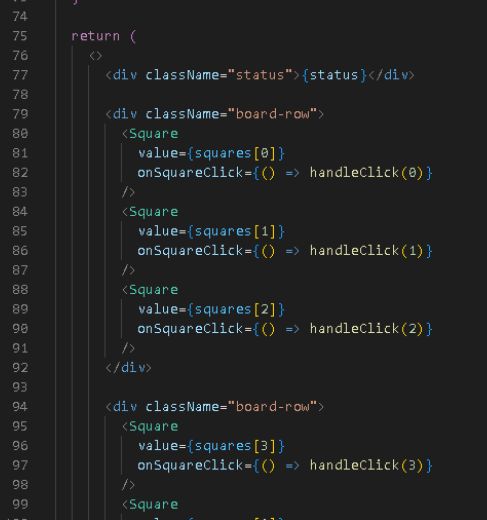 74
75 return (
76 <>
77 <div className="status">{status}</div>
78
79 <div className="board-row">
80 <Square
81 value={squares[0]}
82 onSquareClick={() => handleClick(0)}
83 />
84 <Square
85 value={squares[1]}
86 onSquareClick={() => handleClick(1)}
87 />
88 <Square
89 value={squares[2]}
90 onSquareClick={() => handleClick(2)}
91 />
92 </div>
93
94 <div className="board-row">
95 <Square
96 value={squares[3]}
97 onSquareClick={() => handleClick(3)}
98 />
99 <Square